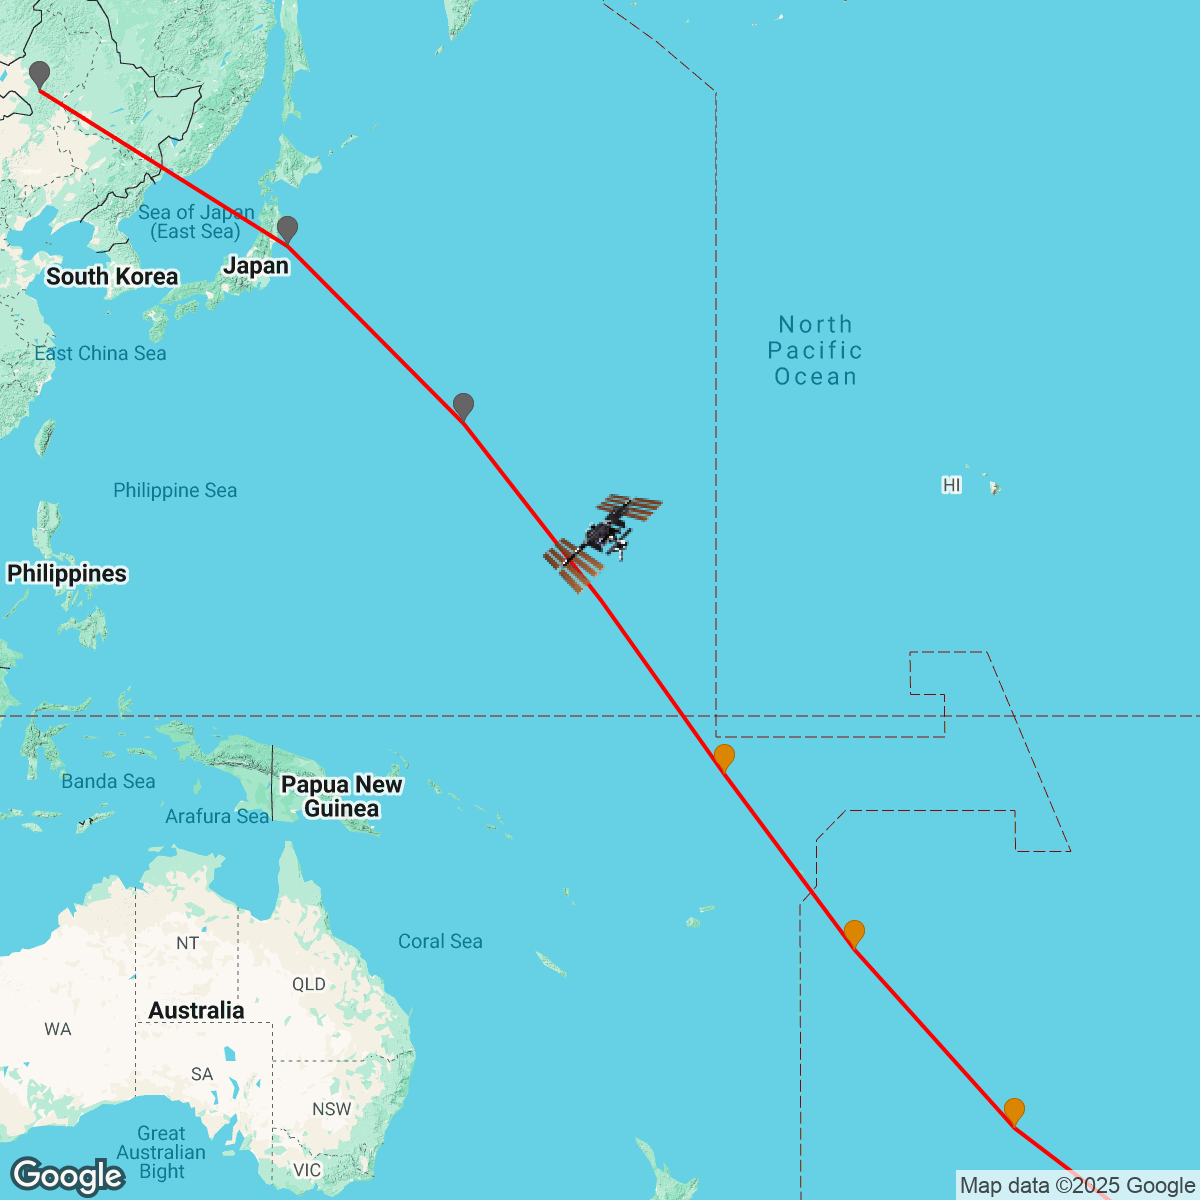 Sea of Japan
(East Sea)
South Korea
Japan
North
Pacific
Ocean
East China Sea
HI
Philippine Sea
Philippines
Banda Sea
Papua New
Guinea
Arafura Sea
Coral Sea
NT
QLD
Australia
WA
SA
NSW
Great
Australian
Bight
VIC
Google
Map data ©2025 Google